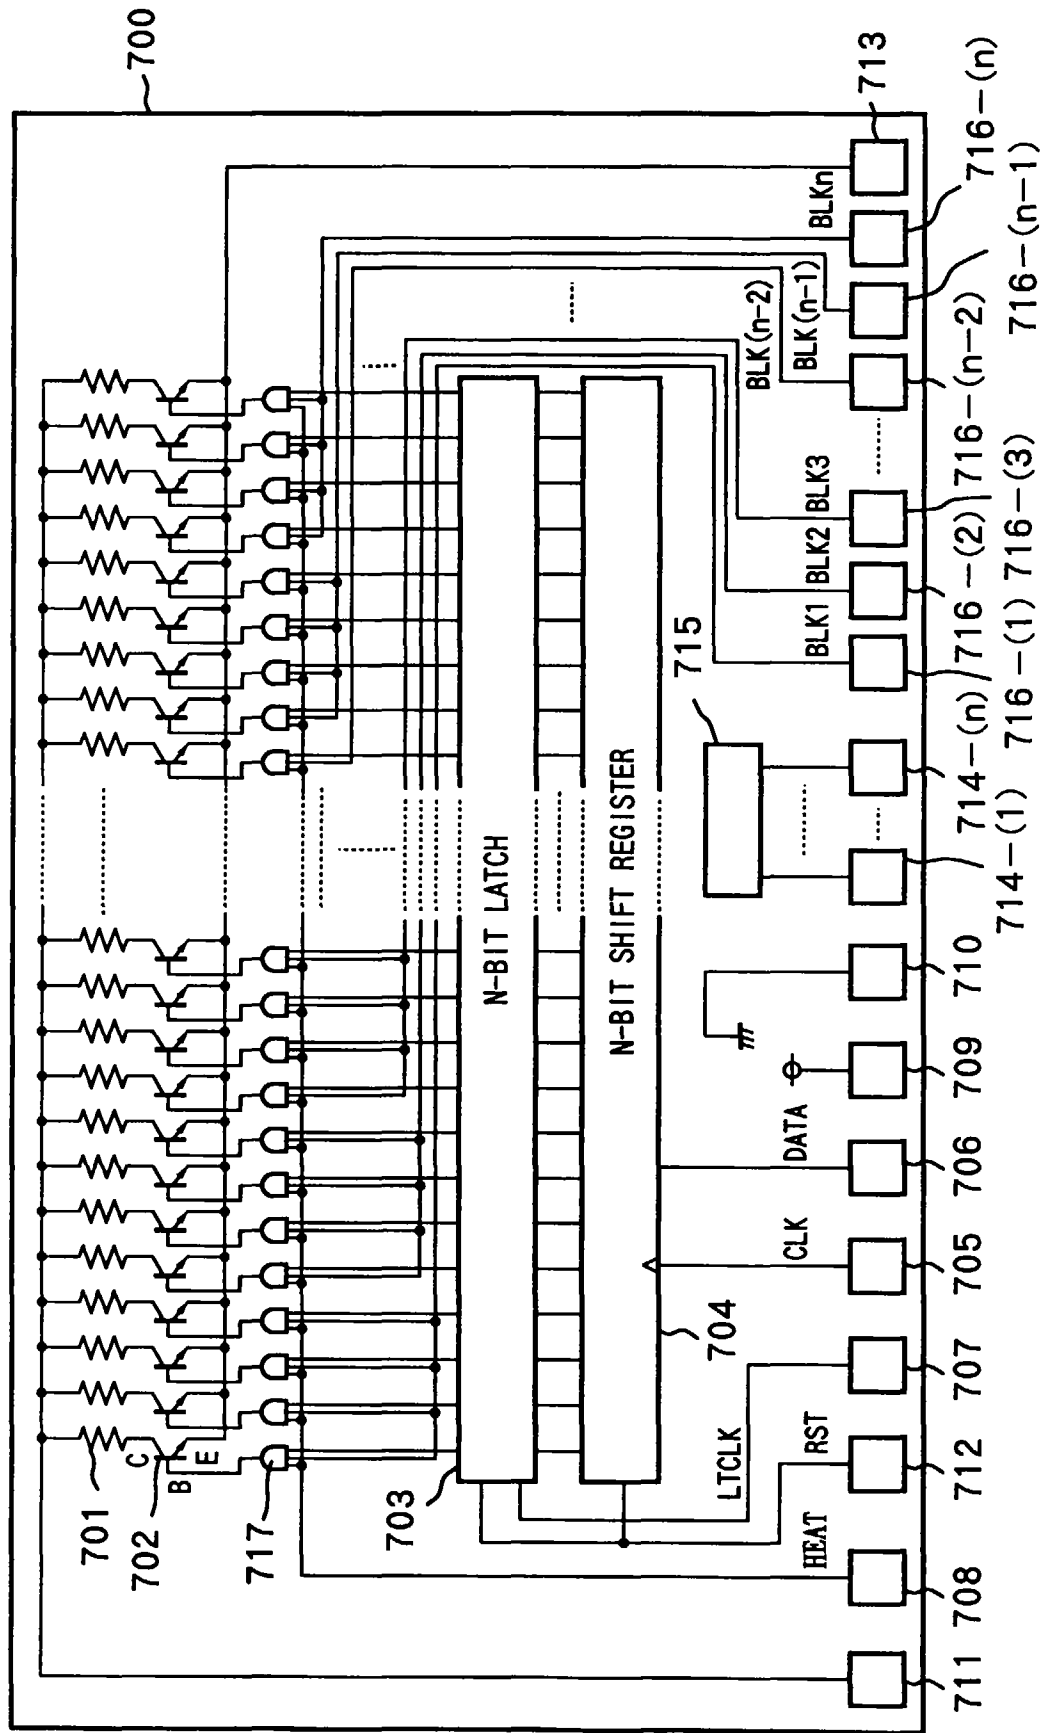 700
701
702
C
B
E
717
703
N-BIT LATCH
N-BIT SHIFT REGISTER
704
715
HEAT
LTCLK
RST
CLK
DATA
BLK1
BLK2
BLK3
BLK(n-2)
BLK(n-1)
BLKn
711
708
712
707
705
706
709
710
714-(1)
714-(n)
716-(1)
716-(2)
716-(3)
716-(n-2)
716-(n-1)
716-(n)
713